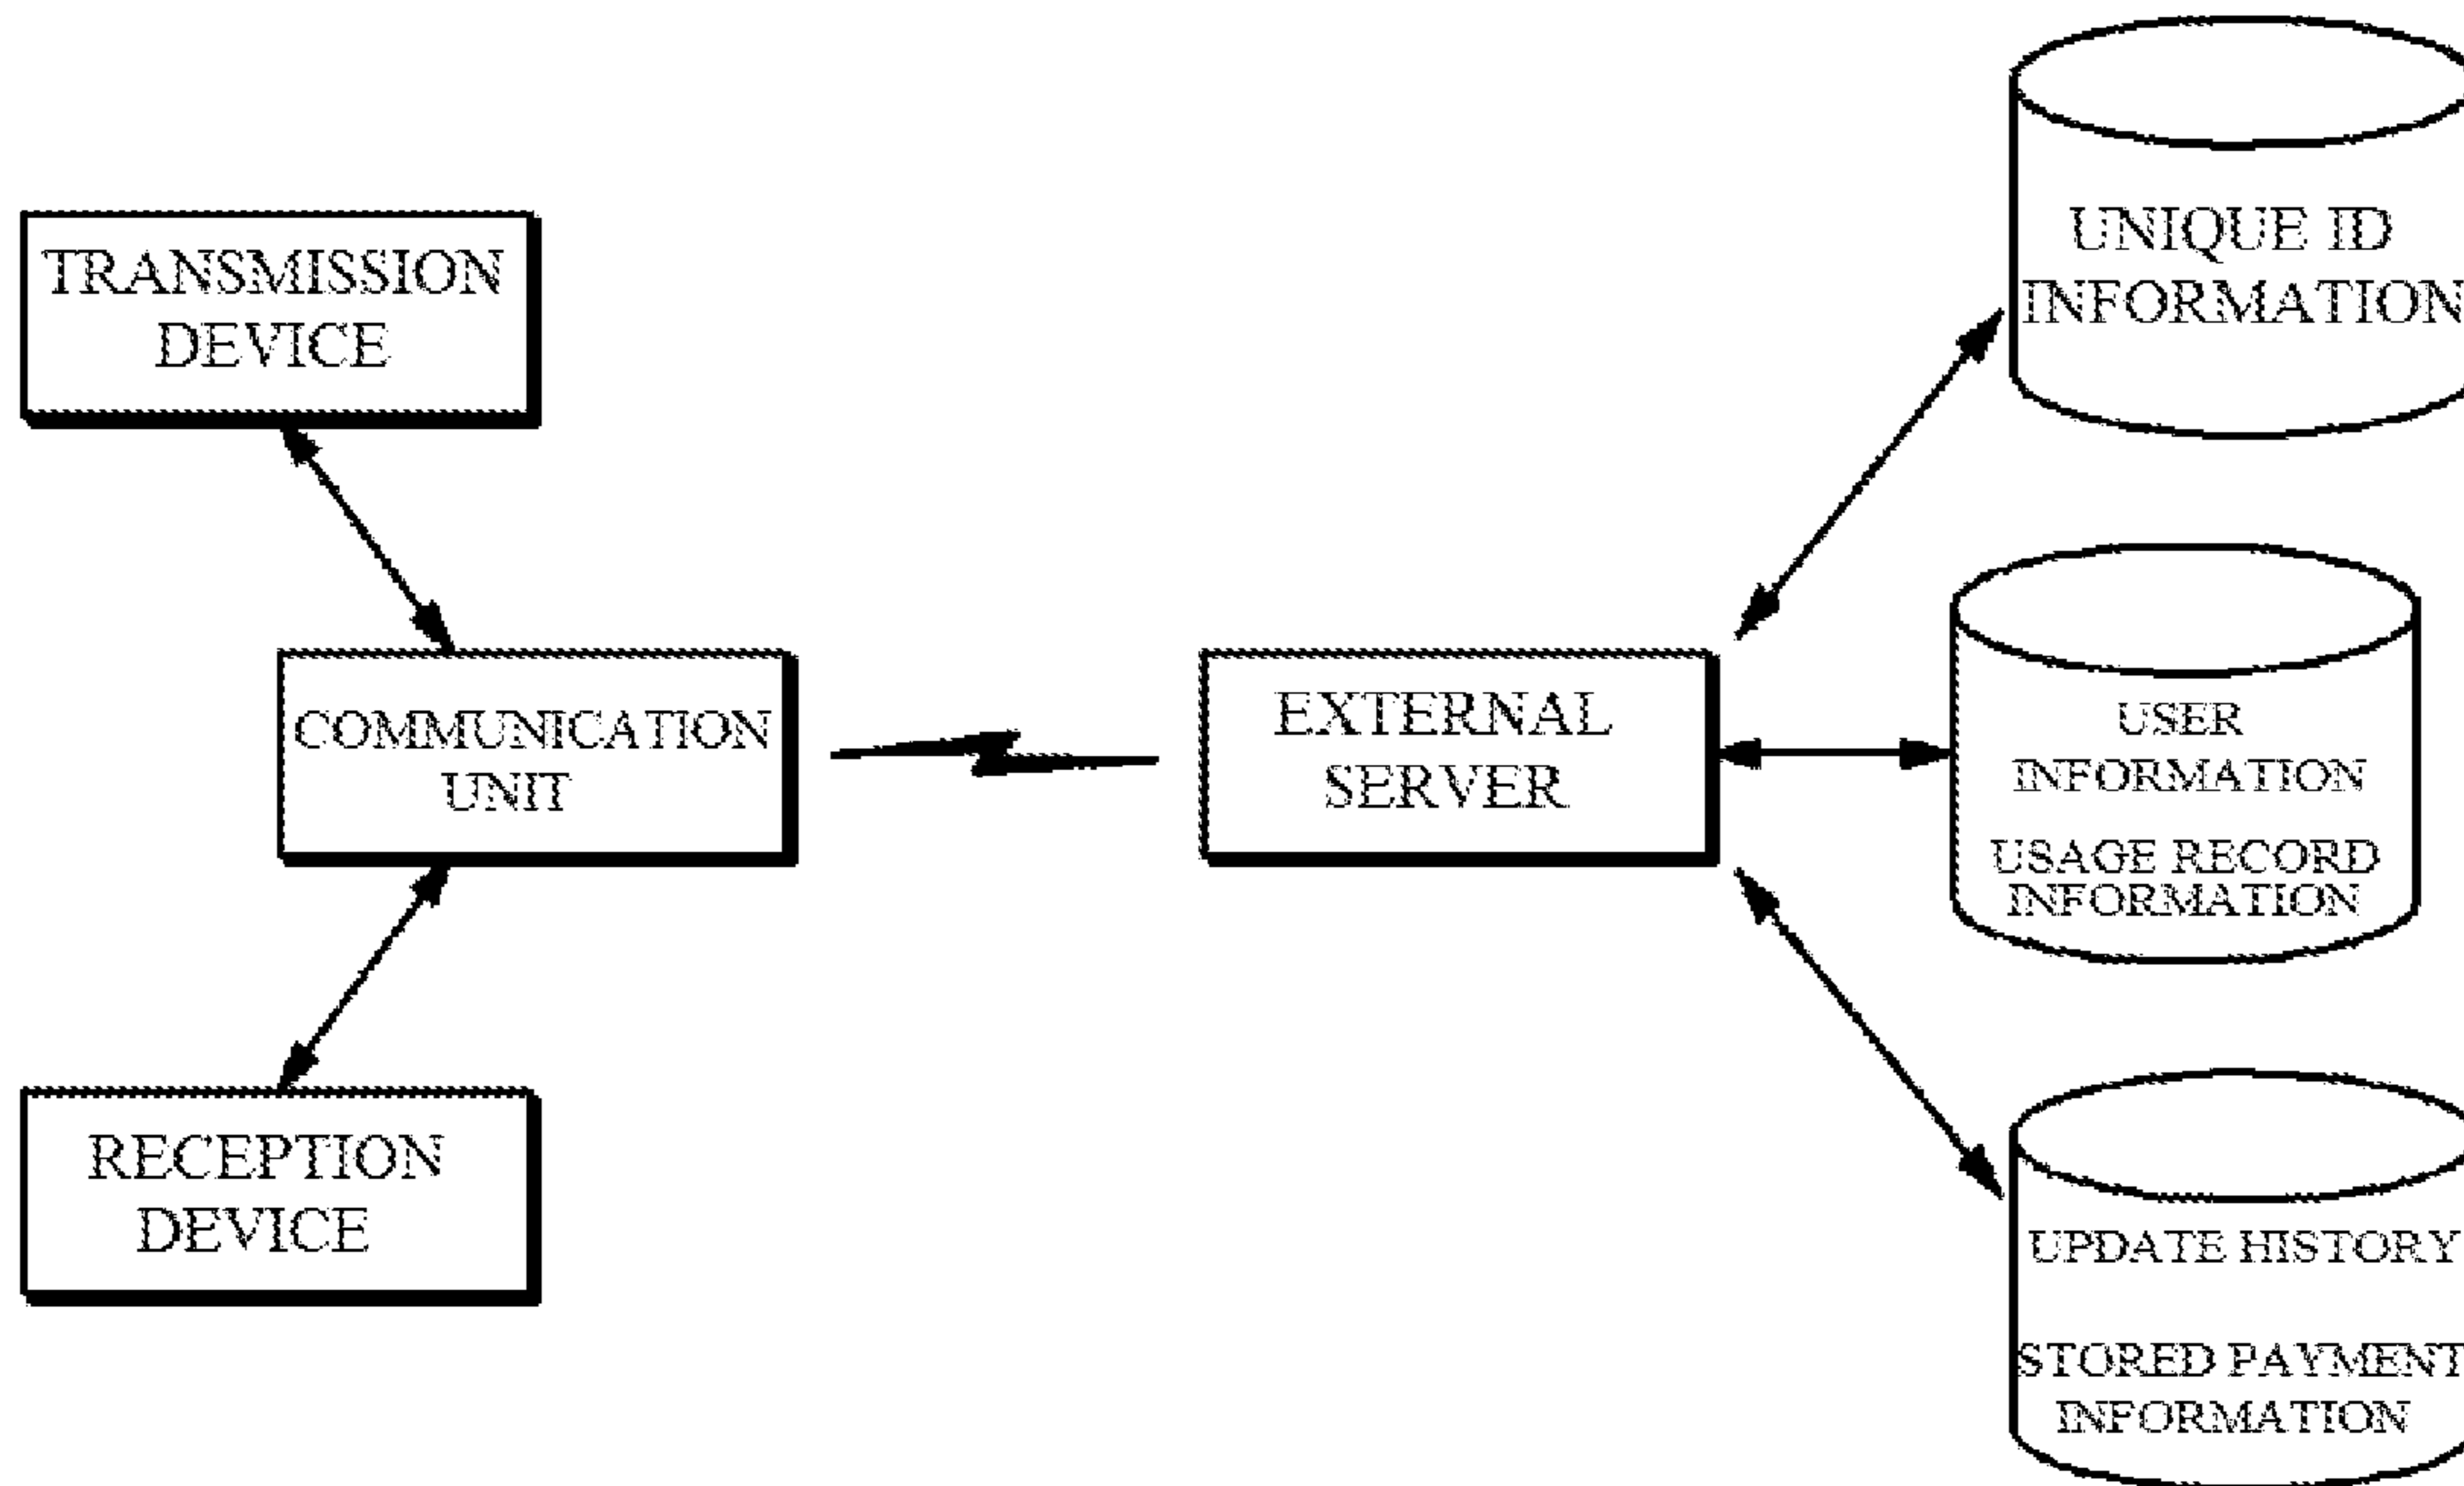 TRANSMISSION
DEVICE
COMMUNICATION
UNIT
RECEPTION
DEVICE
EXTERNAL
SERVER
UNIQUE ID
INFORMATION
USER
INFORMATION
USAGE RECORD
INFORMATION
UPDATE HISTORY
STORED PAYMENT
INFORMATION